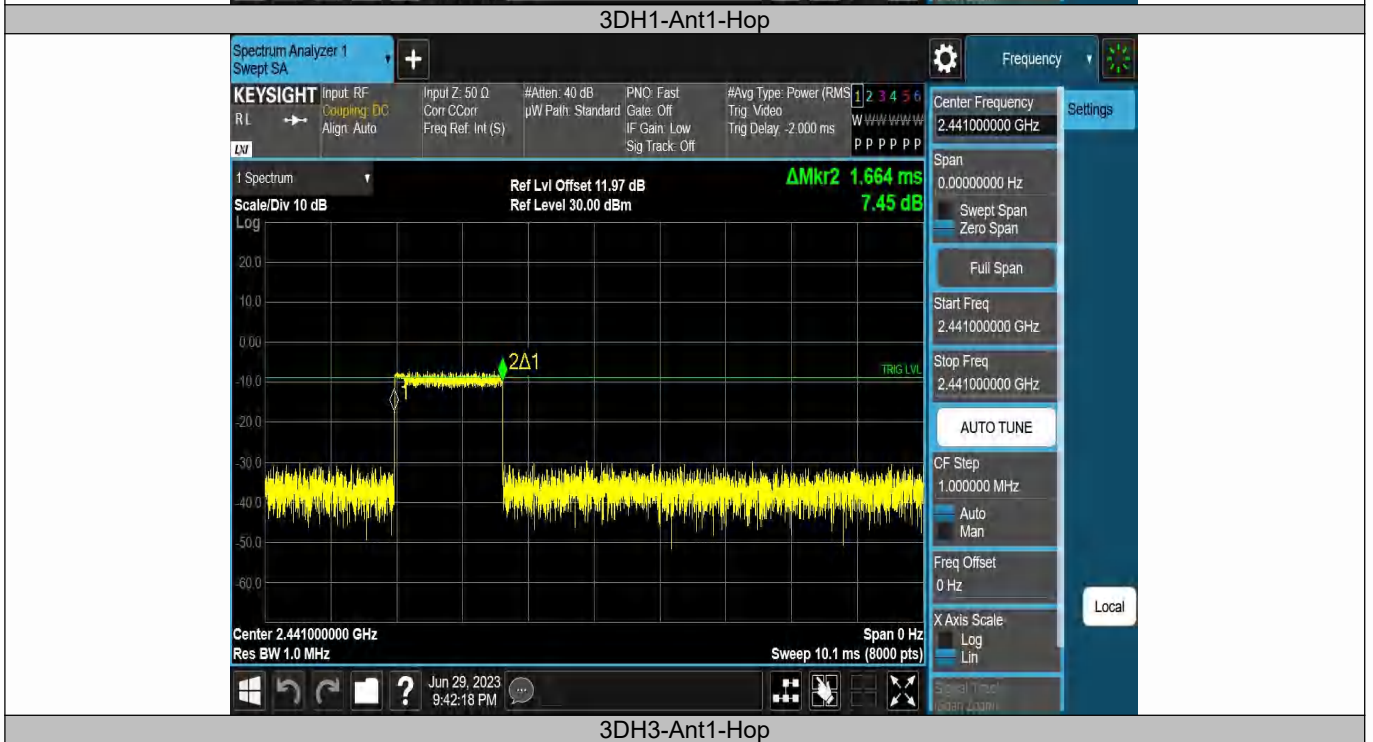 3DH1-Ant1-Hop
Spectrum Analyzer 1
Swept SA
+
Frequency
KEYSIGHT
RL
LXI
Input: RF
Coupling: DC
Align: Auto
Input Z: 50 Ω
Corr CCorr
Freq Ref: Int (S)
#Atten: 40 dB
µW Path: Standard
PNO: Fast
Gate: Off
IF Gain: Low
Sig Track: Off
#Avg Type: Power (RMS
Trig: Video
Trig Delay: -2.000 ms
1 2 3 4 5 6
W W W W W W
P P P P P P
Center Frequency
2.441000000 GHz
Settings
Span
0.00000000 Hz
Swept Span
Zero Span
Full Span
Start Freq
2.441000000 GHz
Stop Freq
2.441000000 GHz
AUTO TUNE
CF Step
1.000000 MHz
Auto
Man
Freq Offset
0 Hz
X Axis Scale
Log
Lin
Local
1 Spectrum
Scale/Div 10 dB
Ref Lvl Offset 11.97 dB
Ref Level 30.00 dBm
ΔMkr2 1.664 ms
7.45 dB
Log
20.0
10.0
0.00
-10.0
-20.0
-30.0
-40.0
-50.0
-60.0
2Δ1
1
TRIG LVL
Center 2.441000000 GHz
Res BW 1.0 MHz
Span 0 Hz
Sweep 10.1 ms (8000 pts)
?
Jun 29, 2023
9:42:18 PM
3DH3-Ant1-Hop